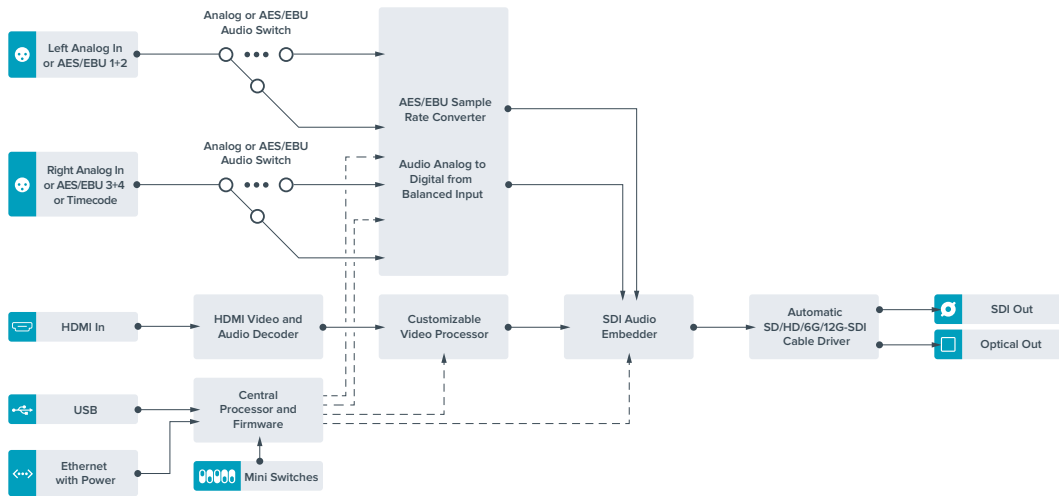 Analog or AES/EBU
Audio Switch
Left Analog In
or AES/EBU 1+2
AES/EBU Sample
Rate Converter
Analog or AES/EBU
Audio Switch
Right Analog In
or AES/EBU 3+4
or Timecode
Audio Analog to
Digital from
Balanced Input
HDMI In
HDMI Video and
Audio Decoder
Customizable
Video Processor
SDI Audio
Embedder
Automatic
SD/HD/6G/12G-SDI
Cable Driver
SDI Out
Optical Out
USB
Central
Processor and
Firmware
Ethernet
with Power
Mini Switches